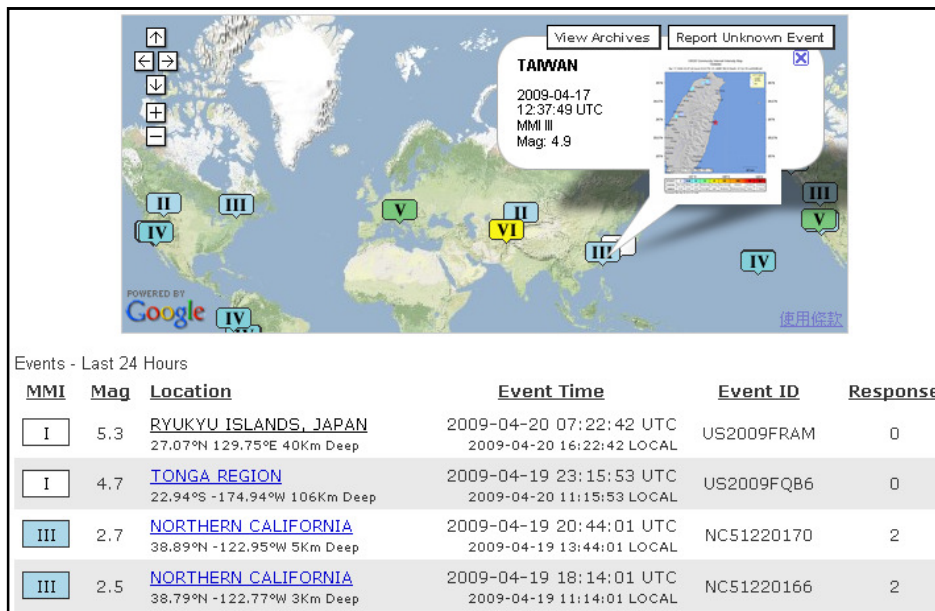 View Archives
Report Unknown Event
TAIWAN
2009-04-17
12:37:49 UTC
MMI III
Mag: 4.9
II
III
IV
V
II
VI
III
III
V
IV
IV
POWERED BY
Google
使用條款
Events - Last 24 Hours
MMI Mag Location Event Time Event ID Response
I 5.3 RYUKYU ISLANDS, JAPAN 2009-04-20 07:22:42 UTC US2009FRAM 0
27.07°N 129.75°E 40Km Deep 2009-04-20 16:22:42 LOCAL
I 4.7 TONGA REGION 2009-04-19 23:15:53 UTC US2009FQB6 0
22.94°S -174.94°W 106Km Deep 2009-04-20 11:15:53 LOCAL
III 2.7 NORTHERN CALIFORNIA 2009-04-19 20:44:01 UTC NC51220170 2
38.89°N -122.95°W 5Km Deep 2009-04-19 13:44:01 LOCAL
III 2.5 NORTHERN CALIFORNIA 2009-04-19 18:14:01 UTC NC51220166 2
38.79°N -122.77°W 3Km Deep 2009-04-19 11:14:01 LOCAL